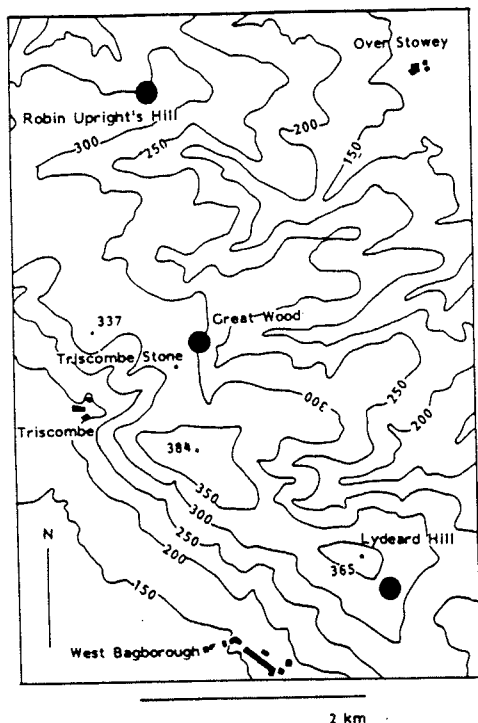 Over Stowey
Robin Upright's Hill
300
250
200
150
337
Great Wood
Triscombe Stone
300
250
200
Triscombe
384
350
300
250
200
150
N
Lydeard Hill
365
West Bagborough
2 km